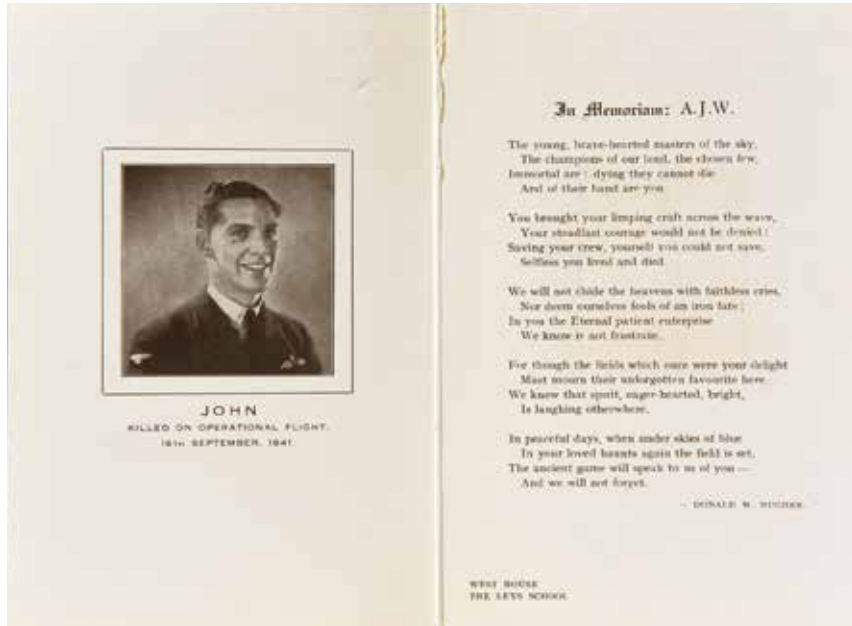 JOHN
KILLED ON OPERATIONAL FLIGHT.
16TH SEPTEMBER, 1941.
In Memoriam: A.J.W.
The young, brave-hearted masters of the sky,
The champions of our land, the chosen few,
Immortal are: dying they cannot die
And of their band are you.
You brought your limping craft across the wave,
Your steadfast courage would not be denied:
Saving your crew, yourself you could not save,
Selfless you lived and died.
We will not chide the heavens with faithless cries,
Nor deem ourselves fools of an iron fate;
In you the Eternal patient enterprise
We know is not frustrate.
For though the fields which once were your delight
Must mourn their unforgotten favourite here
We know that spirit, eager-hearted, bright,
Is laughing otherwhere.
In peaceful days, when under skies of blue
In your loved haunts again the field is set,
The ancient game will speak to us of you —
And we will not forget.
– DONALD W. HUGHES.
WEST HOUSE
THE LEYS SCHOOL